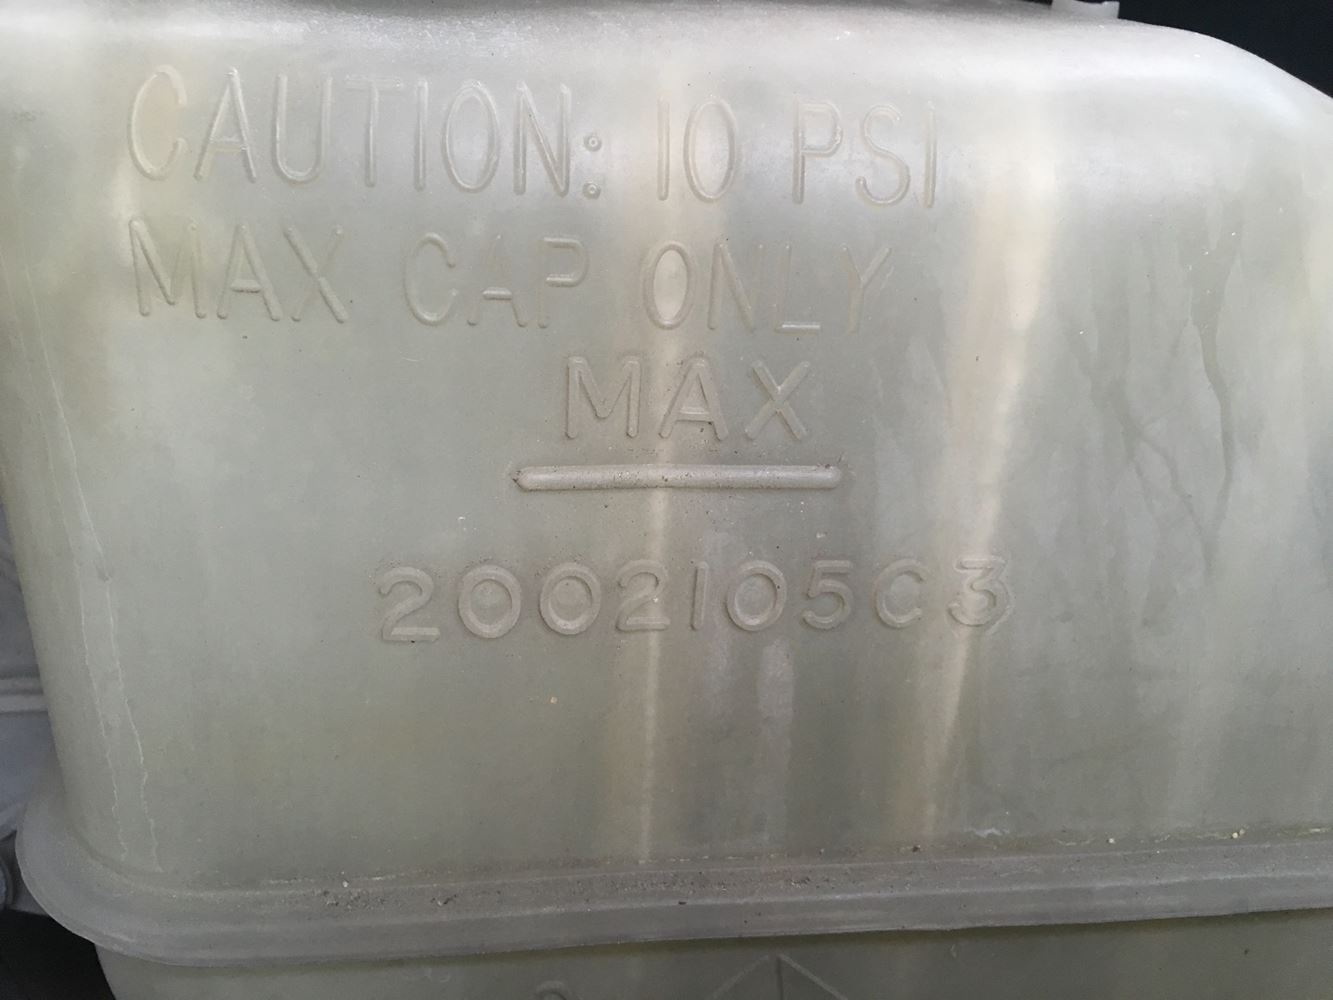 CAUTION: 10 PSI
MAX CAP ONLY
MAX
2002105C3